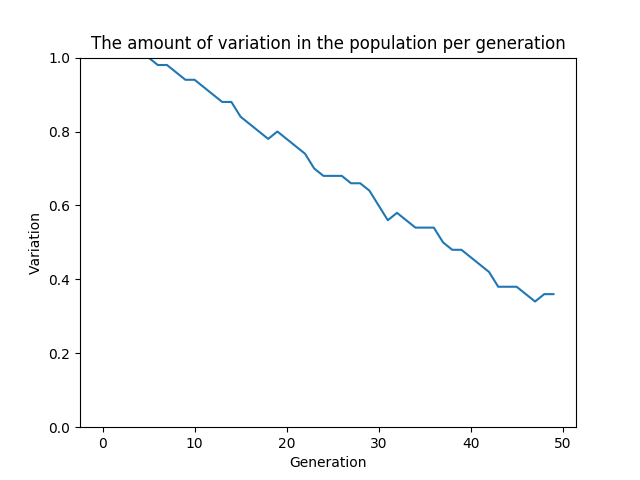 The amount of variation in the population per generation
1.0
0.8
0.6
0.4
0.2
0.0
Variation
0 10 20 30 40 50
Generation